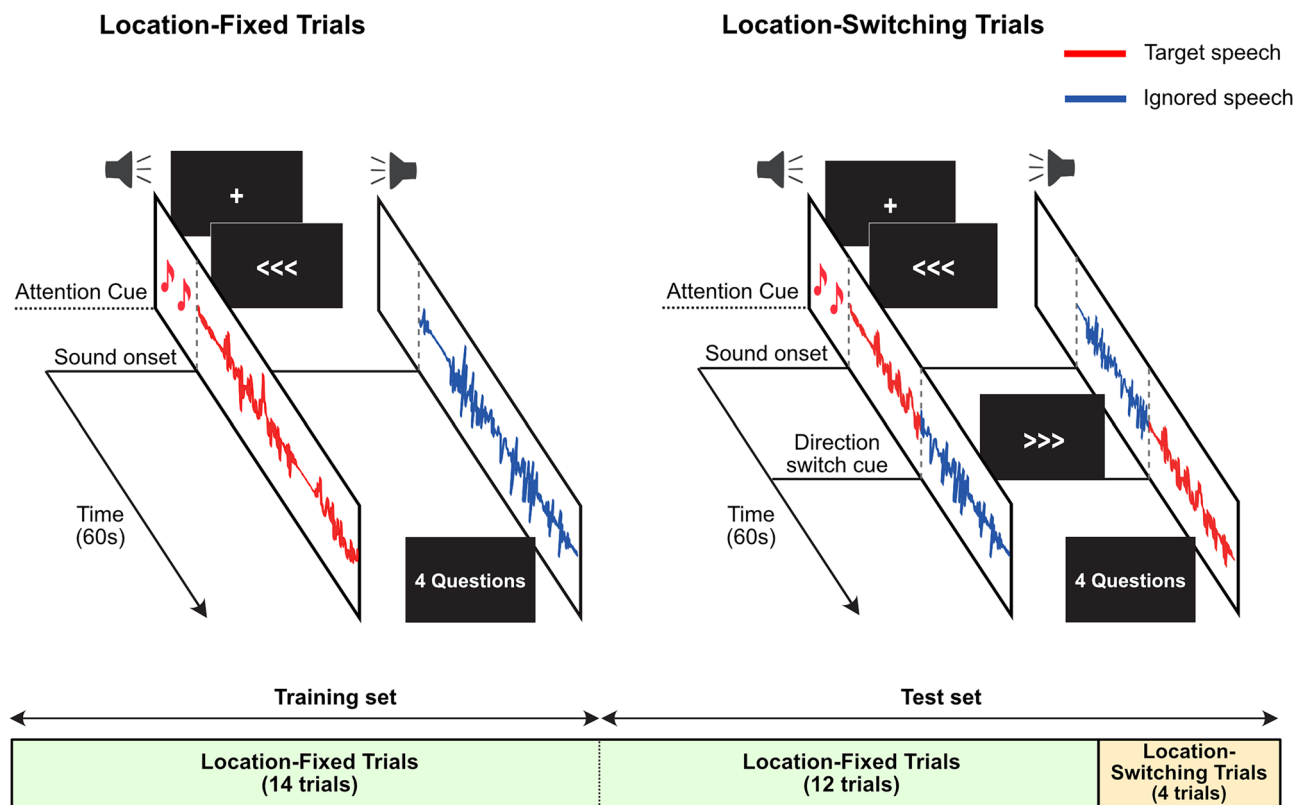 Location-Fixed Trials
Location-Switching Trials
Target speech
Ignored speech
+
<<<
Attention Cue
Sound onset
Time
(60s)
4 Questions
+
<<<
Attention Cue
Sound onset
>>>
Direction
switch cue
Time
(60s)
4 Questions
Training set
Test set
Location-Fixed Trials
(14 trials)
Location-Fixed Trials
(12 trials)
Location-
Switching Trials
(4 trials)